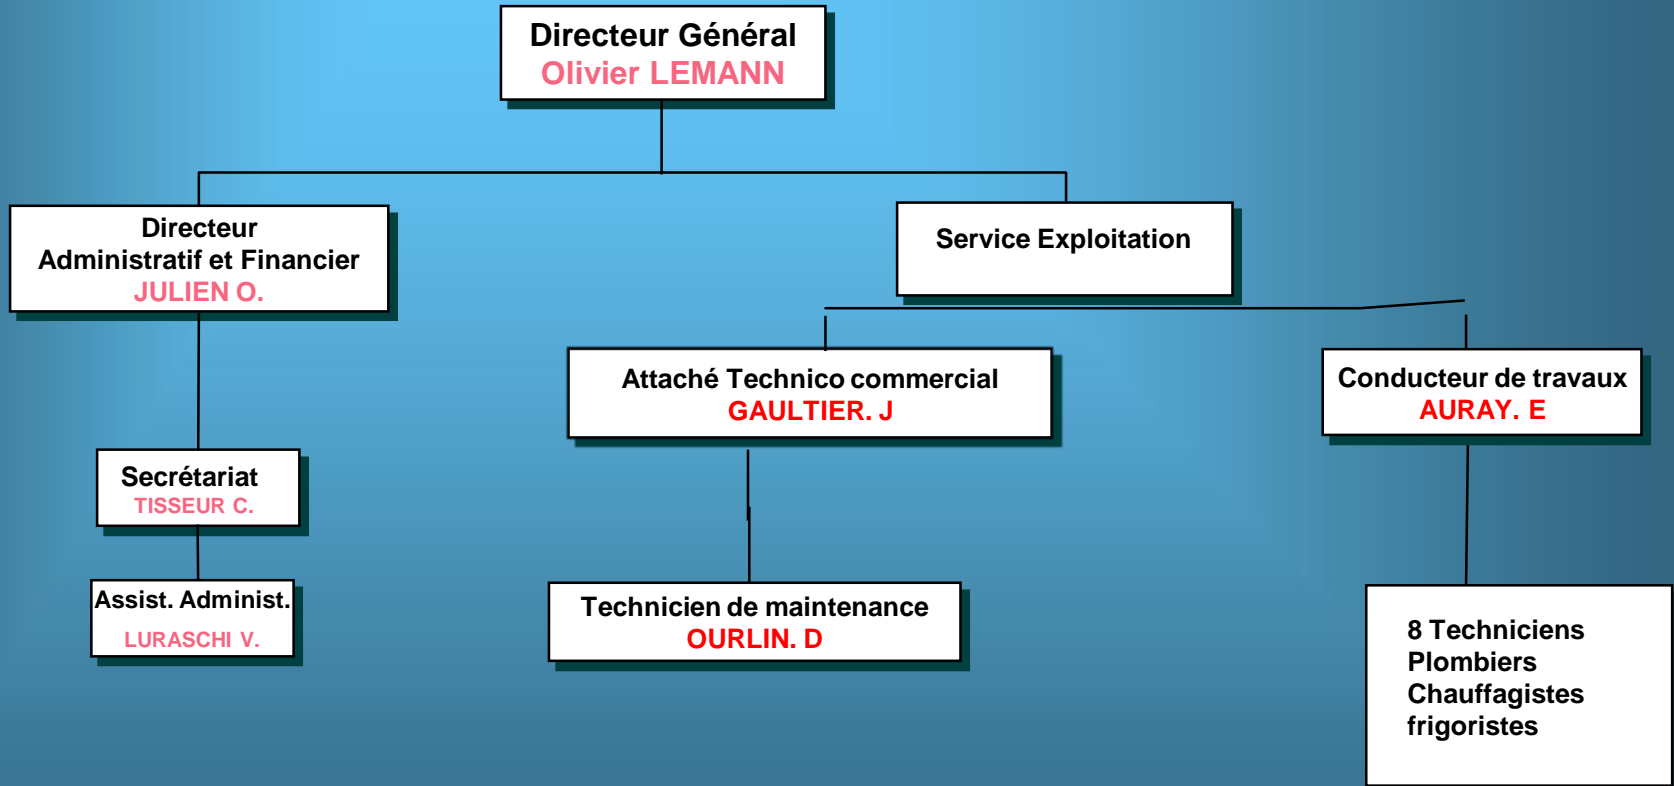 Directeur Général
Olivier LEMANN
Directeur
Administratif et Financier
JULIEN O.
Service Exploitation
Attaché Technico commercial
GAULTIER. J
Conducteur de travaux
AURAY. E
Secrétariat
TISSEUR C.
Assist. Administ.
LURASCHI V.
Technicien de maintenance
OURLIN. D
8 Techniciens
Plombiers
Chauffagistes
frigoristes